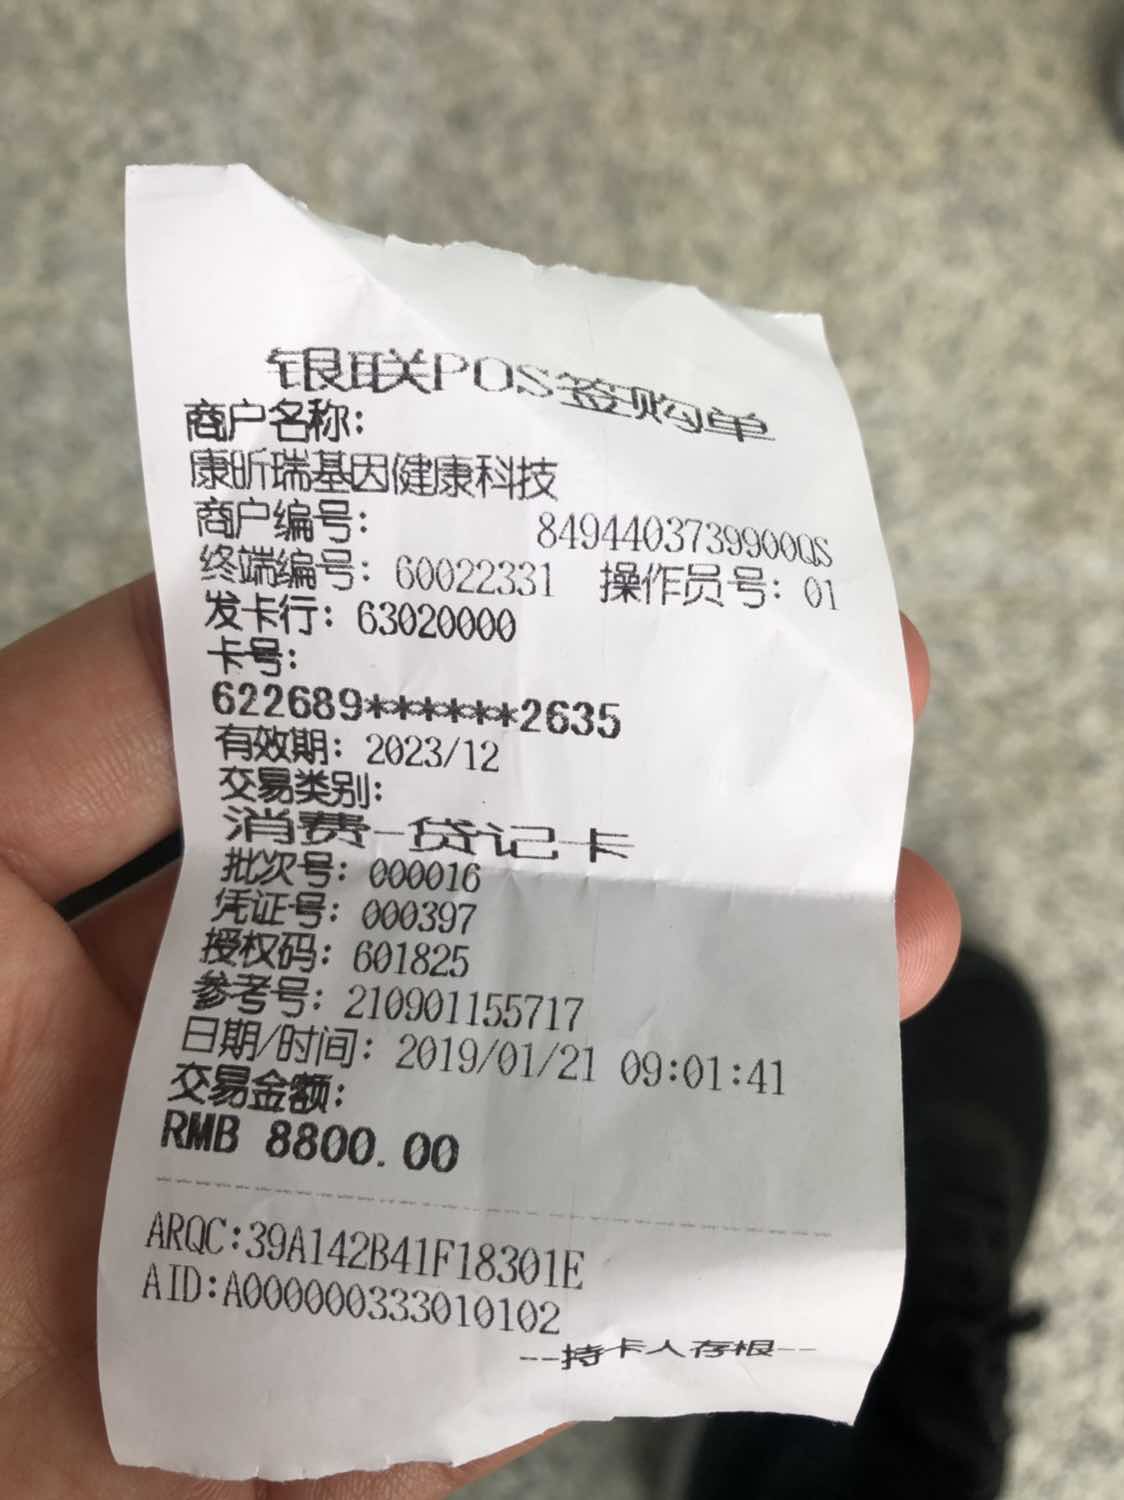 银联POS签购单
商户名称:
康昕瑞基因健康科技
商户编号: 8494403739900QS
终端编号: 60022331 操作员号: 01
发卡行: 63020000
卡号:
622689******2635
有效期: 2023/12
交易类别:
消费-贷记卡
批次号: 000016
凭证号: 000397
授权码: 601825
参考号: 210901155717
日期/时间: 2019/01/21 09:01:41
交易金额:
RMB 8800.00
ARQC:39A142B41F18301E
AID:A000000333010102
--持卡人存根--